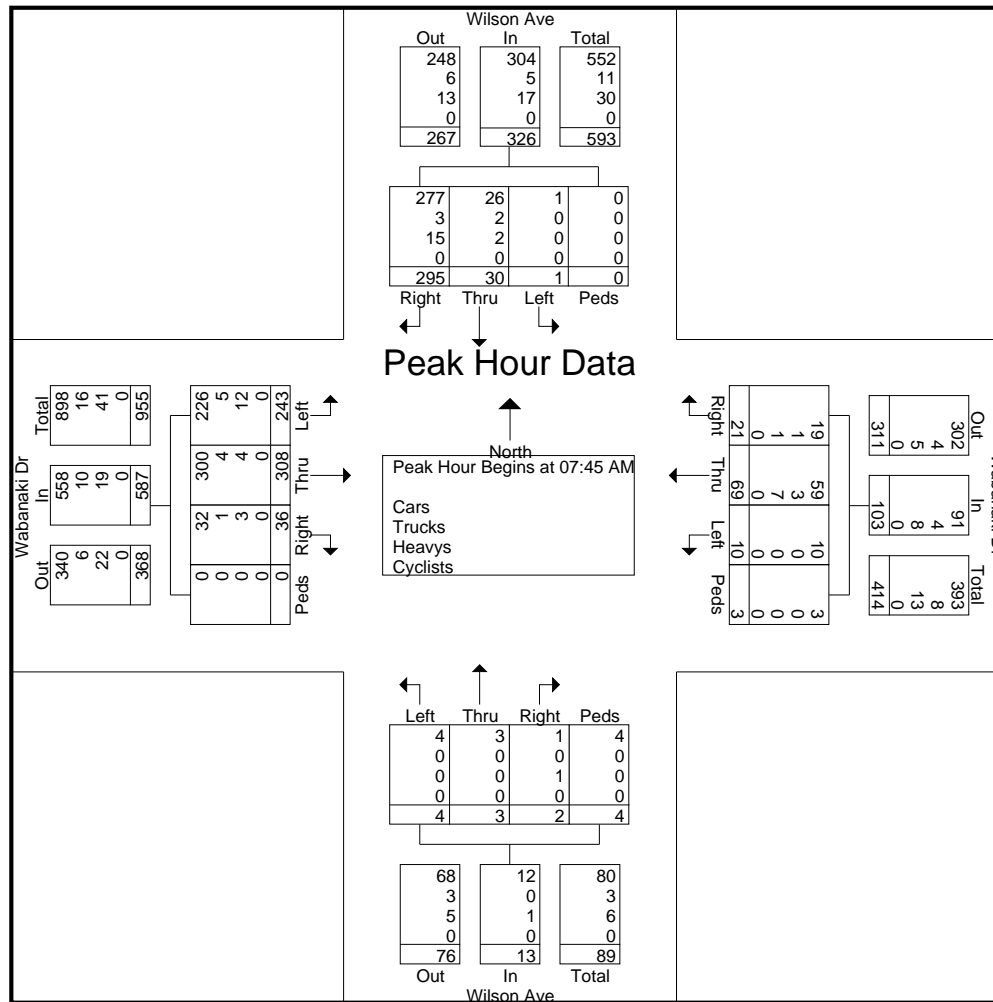 Wilson Ave
Out In Total
248 304 552
6 5 11
13 17 30
0 0 0
267 326 593
277 26 1 0
3 2 0 0
15 2 0 0
0 0 0 0
295 30 1 0
Right Thru Left Peds
Peak Hour Data
North
Peak Hour Begins at 07:45 AM
Cars
Trucks
Heavys
Cyclists
Wabanaki Dr
Out In Total
340 558 898
6 10 16
22 19 41
0 0 0
368 587 955
0 32 300 226
0 1 4 5
0 3 4 12
0 0 0 0
0 36 308 243
Peds Right Thru Left
Out In Total
302 91 393
4 4 8
5 8 13
0 0 0
311 103 414
19 59 10 3
1 3 0 0
1 7 0 0
0 0 0 0
21 69 10 3
Right Thru Left Peds
Left Thru Right Peds
4 3 1 4
0 0 0 0
0 0 1 0
0 0 0 0
4 3 2 4
68 12 80
3 0 3
5 1 6
0 0 0
76 13 89
Out In Total
Wilson Ave